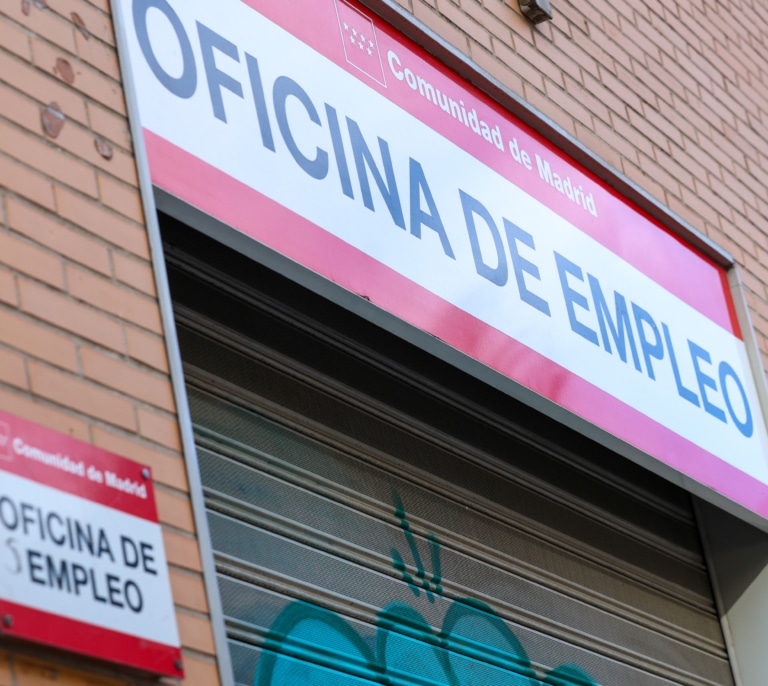 Comunidad de Madrid
OFICINA DE EMPLEO
Comunidad de Madrid
OFICINA DE
EMPLEO